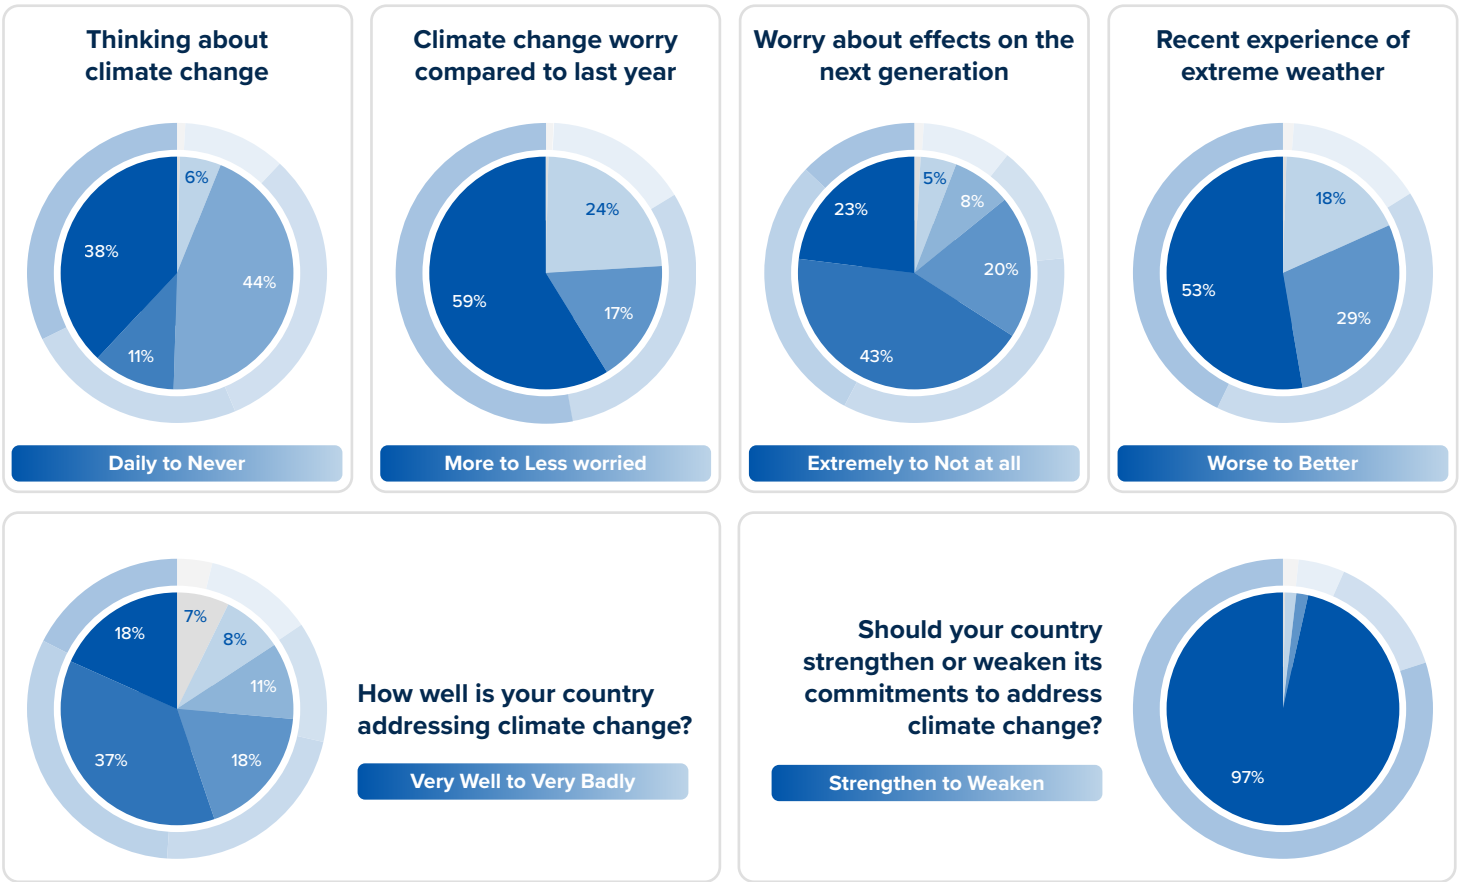 Thinking about
climate change
6%
38%
44%
11%
Daily to Never
Climate change worry
compared to last year
24%
59%
17%
More to Less worried
Worry about effects on the
next generation
5%
8%
23%
20%
43%
Extremely to Not at all
Recent experience of
extreme weather
18%
53%
29%
Worse to Better
7%
18%
8%
11%
37%
18%
How well is your country
addressing climate change?
Very Well to Very Badly
Should your country
strengthen or weaken its
commitments to address
climate change?
Strengthen to Weaken
97%